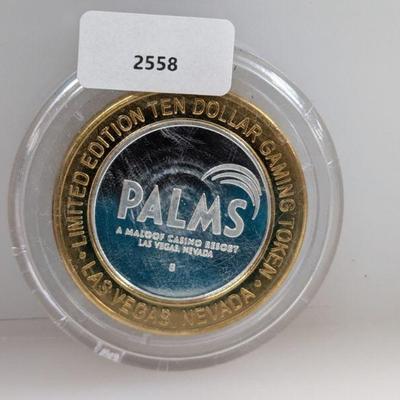 2558
LIMITED EDITION TEN DOLLAR GAMING TOKEN
PALMS
A MALOOF CASINO RESORT
LAS VEGAS, NEVADA
• LAS VEGAS, NEVADA •